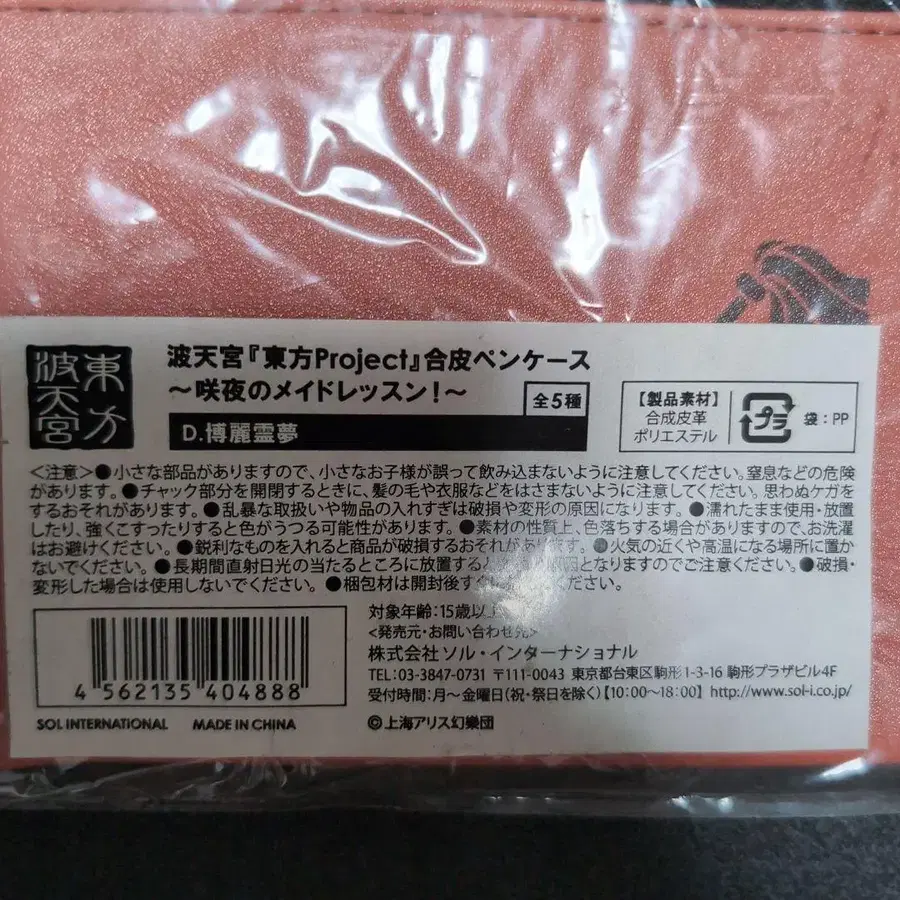 東方
波天宮
波天宮『東方Project』合皮ペンケース
～咲夜のメイドレッスン!～
全5種
D.博麗霊夢
【製品素材】
合成皮革
ポリエステル
プラ
袋：PP
＜注意＞●小さな部品がありますので、小さなお子様が誤って飲み込まないように注意してください。窒息などの危険
があります。●チャック部分を開閉するときに、髪の毛や衣服などをはさまないように注意してください。思わぬケガを
するおそれがあります。●乱暴な取扱いや物品の入れすぎは破損や変形の原因になります。●濡れたまま使用・放置
したり、強くこすったりすると色がうつる可能性があります。●素材の性質上、色落ちする場合がありますので、お洗濯
はお避けください。●鋭利なものを入れると商品が破損するおそれがあります。●火気の近くや高温になる場所に置か
ないでください。●長期間直射日光の当たるところに放置すると
因となりますのでご注意ください。●破損・
変形した場合は使用しないでください。●梱包材は開封後すぐに
ください。
対象年齢：15歳以上
＜発売元・お問い合わせ先＞
株式会社ソル・インターナショナル
TEL:03-3847-0731 〒111-0043 東京都台東区駒形1-3-16 駒形プラザビル4F
受付時間：月～金曜日(祝・祭日を除く)【10:00～18:00】 http://www.sol-i.co.jp/
4 562135 404888
SOL INTERNATIONAL MADE IN CHINA
©上海アリス幻樂団